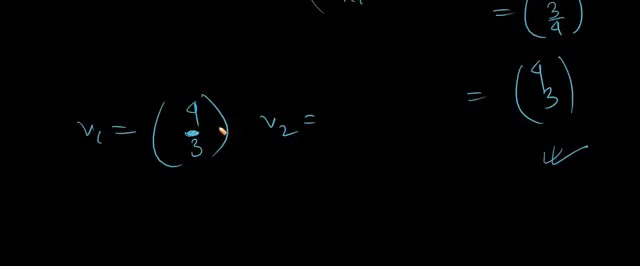 = ( 3/4 )
= ( 4 3 )
v₁ = ( 4 3 ) v₂ =